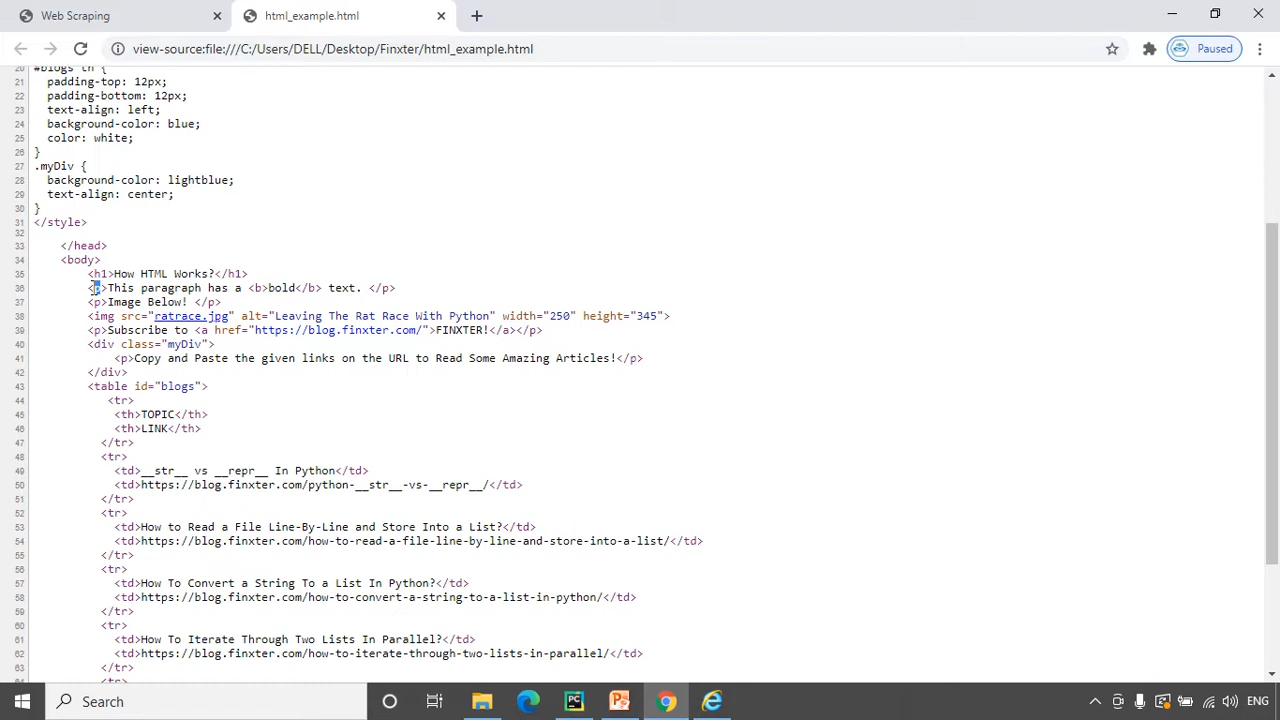 Web Scraping
html_example.html
view-source:file:///C:/Users/DELL/Desktop/Finxter/html_example.html
Paused
20 #blogs th {
21 padding-top: 12px;
22 padding-bottom: 12px;
23 text-align: left;
24 background-color: blue;
25 color: white;
26 }
27 .myDiv {
28 background-color: lightblue;
29 text-align: center;
30 }
31 </style>
32
33 </head>
34 <body>
35 <h1>How HTML Works?</h1>
36 <p>This paragraph has a <b>bold</b> text. </p>
37 <p>Image Below! </p>
38 <img src="ratrace.jpg" alt="Leaving The Rat Race With Python" width="250" height="345">
39 <p>Subscribe to <a href="https://blog.finxter.com/">FINXTER!</a></p>
40 <div class="myDiv">
41 <p>Copy and Paste the given links on the URL to Read Some Amazing Articles!</p>
42 </div>
43 <table id="blogs">
44 <tr>
45 <th>TOPIC</th>
46 <th>LINK</th>
47 </tr>
48 <tr>
49 <td>__str__ vs __repr__ In Python</td>
50 <td>https://blog.finxter.com/python-__str__-vs-__repr__/</td>
51 </tr>
52 <tr>
53 <td>How to Read a File Line-By-Line and Store Into a List?</td>
54 <td>https://blog.finxter.com/how-to-read-a-file-line-by-line-and-store-into-a-list/</td>
55 </tr>
56 <tr>
57 <td>How To Convert a String To a List In Python?</td>
58 <td>https://blog.finxter.com/how-to-convert-a-string-to-a-list-in-python/</td>
59 </tr>
60 <tr>
61 <td>How To Iterate Through Two Lists In Parallel?</td>
62 <td>https://blog.finxter.com/how-to-iterate-through-two-lists-in-parallel/</td>
63 </tr>
64 <tr>
Search
PC
ENG